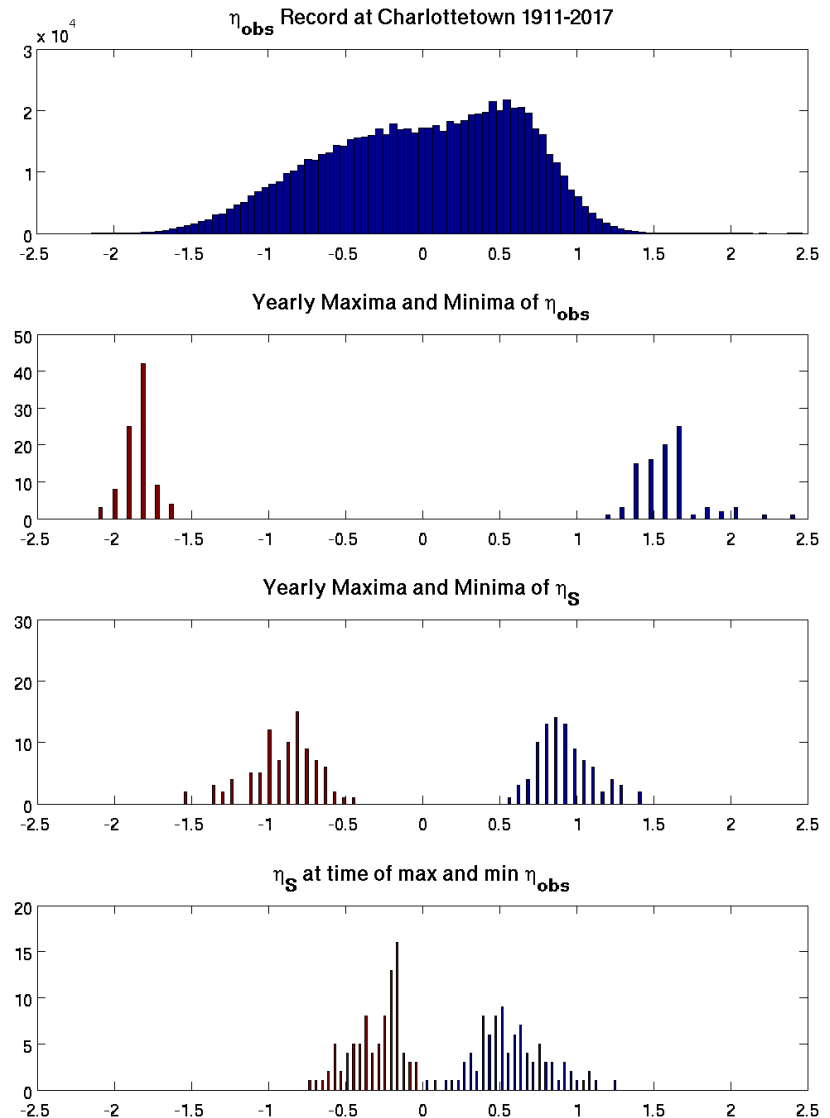 η_obs Record at Charlottetown 1911-2017
x 10^4
3
2
1
0
-2.5 -2 -1.5 -1 -0.5 0 0.5 1 1.5 2 2.5
Yearly Maxima and Minima of η_obs
50
40
30
20
10
0
-2.5 -2 -1.5 -1 -0.5 0 0.5 1 1.5 2 2.5
Yearly Maxima and Minima of η_S
30
20
10
0
-2.5 -2 -1.5 -1 -0.5 0 0.5 1 1.5 2 2.5
η_S at time of max and min η_obs
20
15
10
5
0
-2.5 -2 -1.5 -1 -0.5 0 0.5 1 1.5 2 2.5